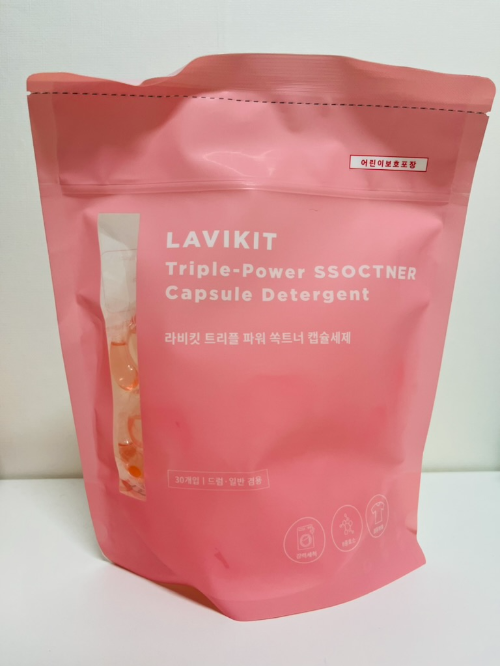 어린이보호포장
LAVIKIT
Triple-Power SSOCTNER
Capsule Detergent
라비킷 트리플 파워 쏙트너 캡슐세제
30개입 | 드럼·일반 겸용